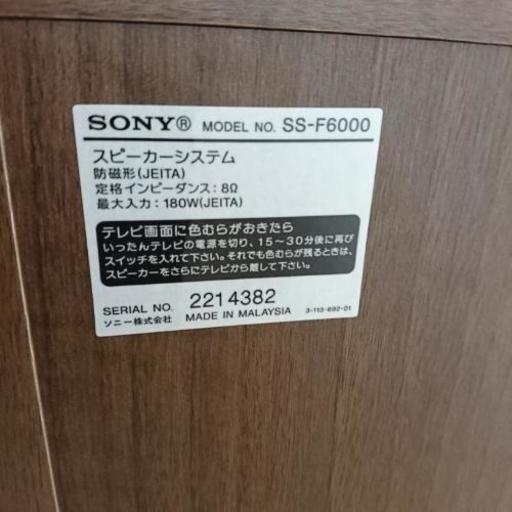 SONY® MODEL NO. SS-F6000
スピーカーシステム
防磁形(JEITA)
定格インピーダンス:8Ω
最大入力:180W(JEITA)
テレビ画面に色むらがおきたら
いったんテレビの電源を切り、15～30分後に再び
スイッチを入れて下さい。それでも色むらが残るときは、
スピーカーをさらにテレビから離して下さい。
SERIAL NO. 2214382
ソニー株式会社 MADE IN MALAYSIA 3-113-692-01